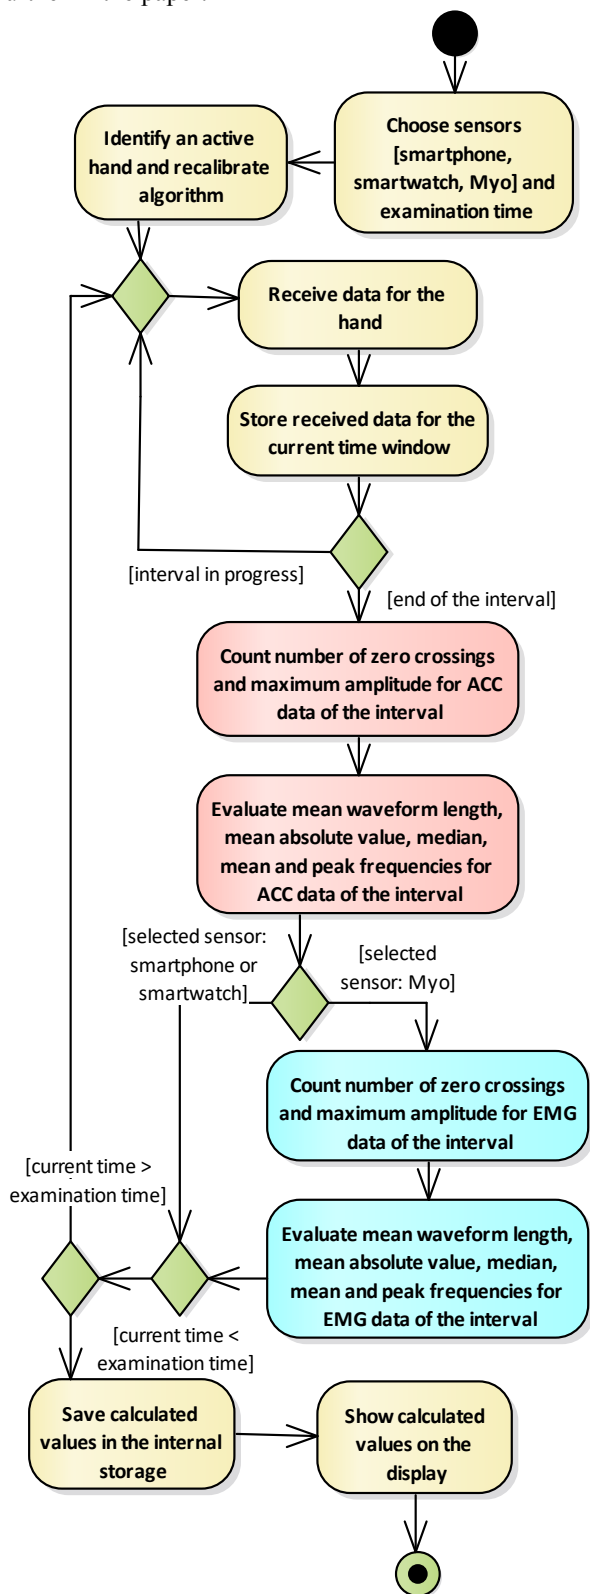 Choose sensors
[smartphone,
smartwatch, Myo] and
examination time
Identify an active
hand and recalibrate
algorithm
Receive data for the
hand
Store received data for the
current time window
[interval in progress]
[end of the interval]
Count number of zero crossings
and maximum amplitude for ACC
data of the interval
Evaluate mean waveform length,
mean absolute value, median,
mean and peak frequencies for
ACC data of the interval
[selected sensor:
smartphone or
smartwatch]
[selected
sensor: Myo]
Count number of zero crossings
and maximum amplitude for EMG
data of the interval
[current time >
examination time]
Evaluate mean waveform length,
mean absolute value, median,
mean and peak frequencies for
EMG data of the interval
[current time <
examination time]
Save calculated
values in the internal
storage
Show calculated
values on the
display